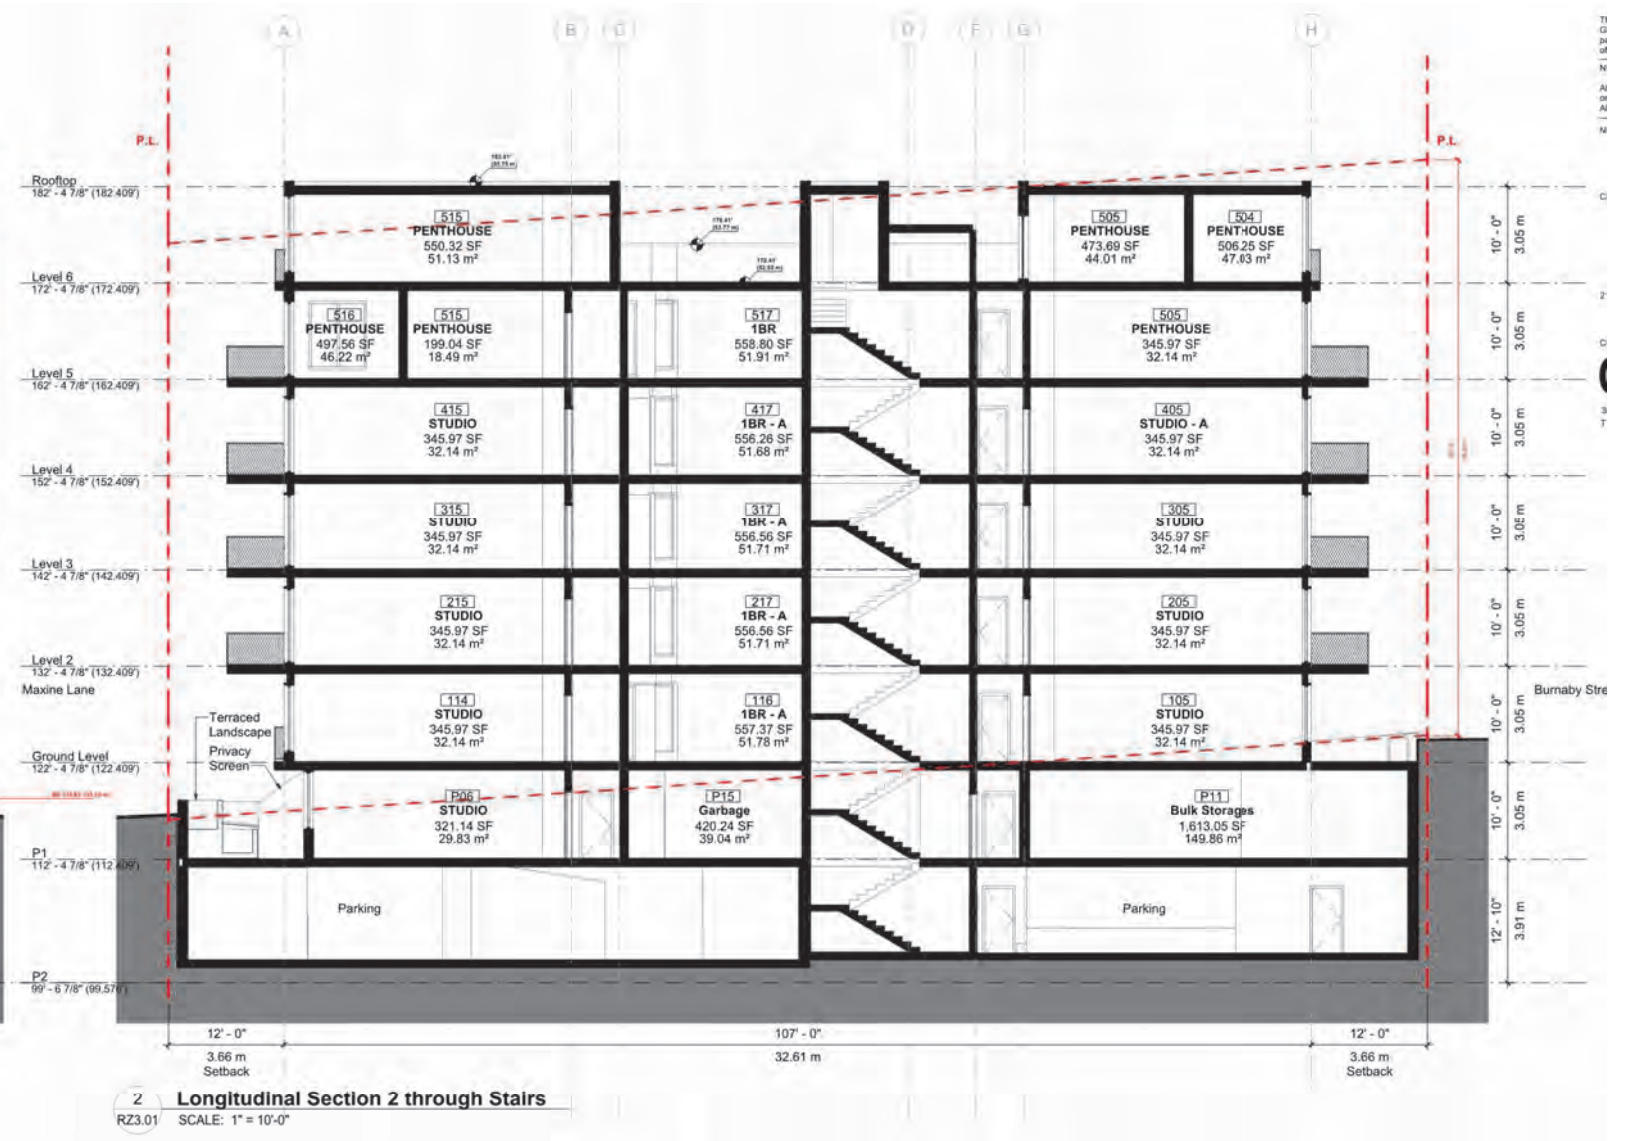 A
B
C
D
F
G
H
P.L.
P.L.
Rooftop
182' - 4 7/8" (182.409')
515
PENTHOUSE
550.32 SF
51.13 m²
505
PENTHOUSE
473.69 SF
44.01 m²
504
PENTHOUSE
506.25 SF
47.03 m²
10' - 0"
3.05 m
Level 6
172' - 4 7/8" (172.409')
516
PENTHOUSE
497.56 SF
46.22 m²
515
PENTHOUSE
199.04 SF
18.49 m²
517
1BR
558.80 SF
51.91 m²
505
PENTHOUSE
345.97 SF
32.14 m²
10' - 0"
3.05 m
Level 5
162' - 4 7/8" (162.409')
415
STUDIO
345.97 SF
32.14 m²
417
1BR - A
556.26 SF
51.68 m²
405
STUDIO - A
345.97 SF
32.14 m²
10' - 0"
3.05 m
Level 4
152' - 4 7/8" (152.409')
315
STUDIO
345.97 SF
32.14 m²
317
1BR - A
556.56 SF
51.71 m²
305
STUDIO
345.97 SF
32.14 m²
10' - 0"
3.05 m
Level 3
142' - 4 7/8" (142.409')
215
STUDIO
345.97 SF
32.14 m²
217
1BR - A
556.56 SF
51.71 m²
205
STUDIO
345.97 SF
32.14 m²
10' - 0"
3.05 m
Level 2
132' - 4 7/8" (132.409')
Maxine Lane
Burnaby Stre
Terraced
Landscape
Privacy
Screen
114
STUDIO
345.97 SF
32.14 m²
116
1BR - A
557.37 SF
51.78 m²
105
STUDIO
345.97 SF
32.14 m²
10' - 0"
3.05 m
Ground Level
122' - 4 7/8" (122.409')
P06
STUDIO
321.14 SF
29.83 m²
P15
Garbage
420.24 SF
39.04 m²
P11
Bulk Storages
1,613.05 SF
149.86 m²
10' - 0"
3.05 m
P1
112' - 4 7/8" (112.409')
Parking
Parking
12' - 10"
3.91 m
P2
99' - 6 7/8" (99.576')
12' - 0"
3.66 m
Setback
107' - 0"
32.61 m
12' - 0"
3.66 m
Setback
2
RZ3.01
Longitudinal Section 2 through Stairs
SCALE: 1" = 10'-0"